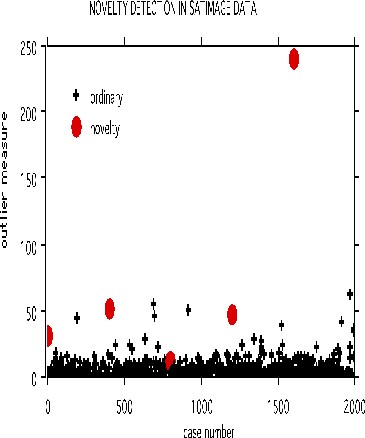 NOVELTY DETECTION IN SATIMAGE DATA
250
200
150
100
50
0
outlier measure
ordinary
novelty
0 500 1000 1500 2000
case number